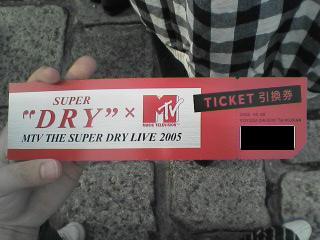 SUPER
"DRY" × MTV
MUSIC TELEVISION
MTV THE SUPER DRY LIVE 2005
TICKET 引換券